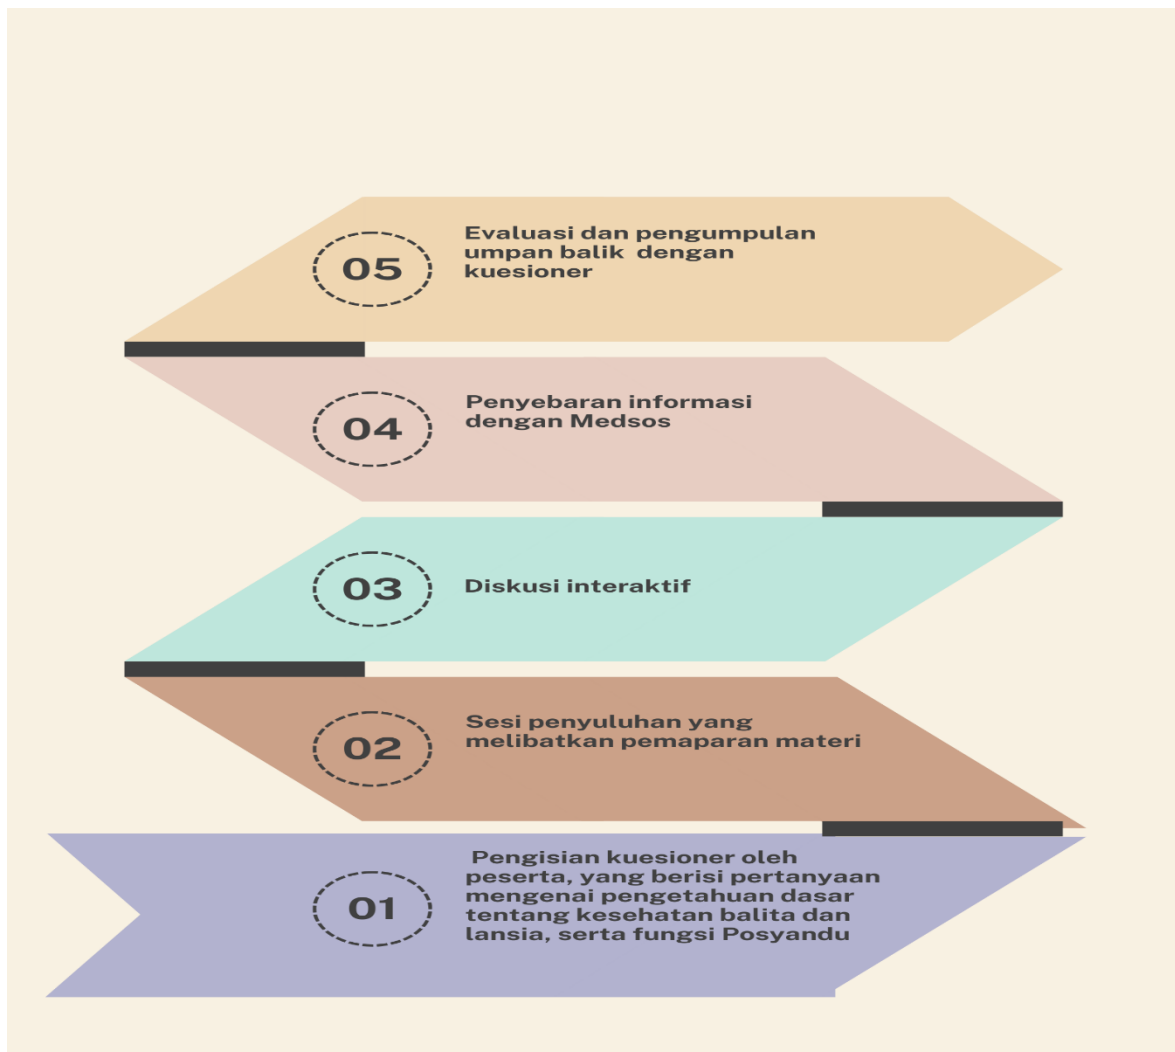 05
Evaluasi dan pengumpulan
umpan balik dengan
kuesioner
04
Penyebaran informasi
dengan Medsos
03
Diskusi interaktif
02
Sesi penyuluhan yang
melibatkan pemaparan materi
01
Pengisian kuesioner oleh
peserta, yang berisi pertanyaan
mengenai pengetahuan dasar
tentang kesehatan balita dan
lansia, serta fungsi Posyandu